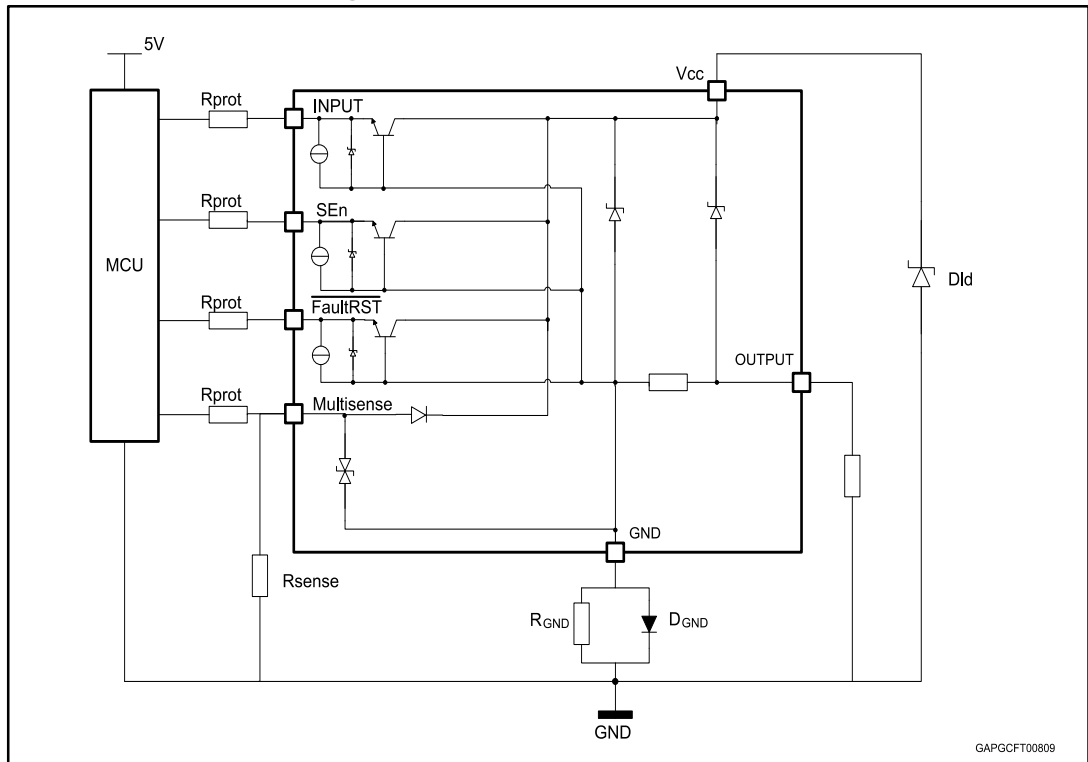 5V
Vcc
Rprot
INPUT
Rprot
SEn
MCU
Rprot
FaultRST
Dld
OUTPUT
Rprot
Multisense
GND
Rsense
RGND
DGND
GND
GAPGCFT00809